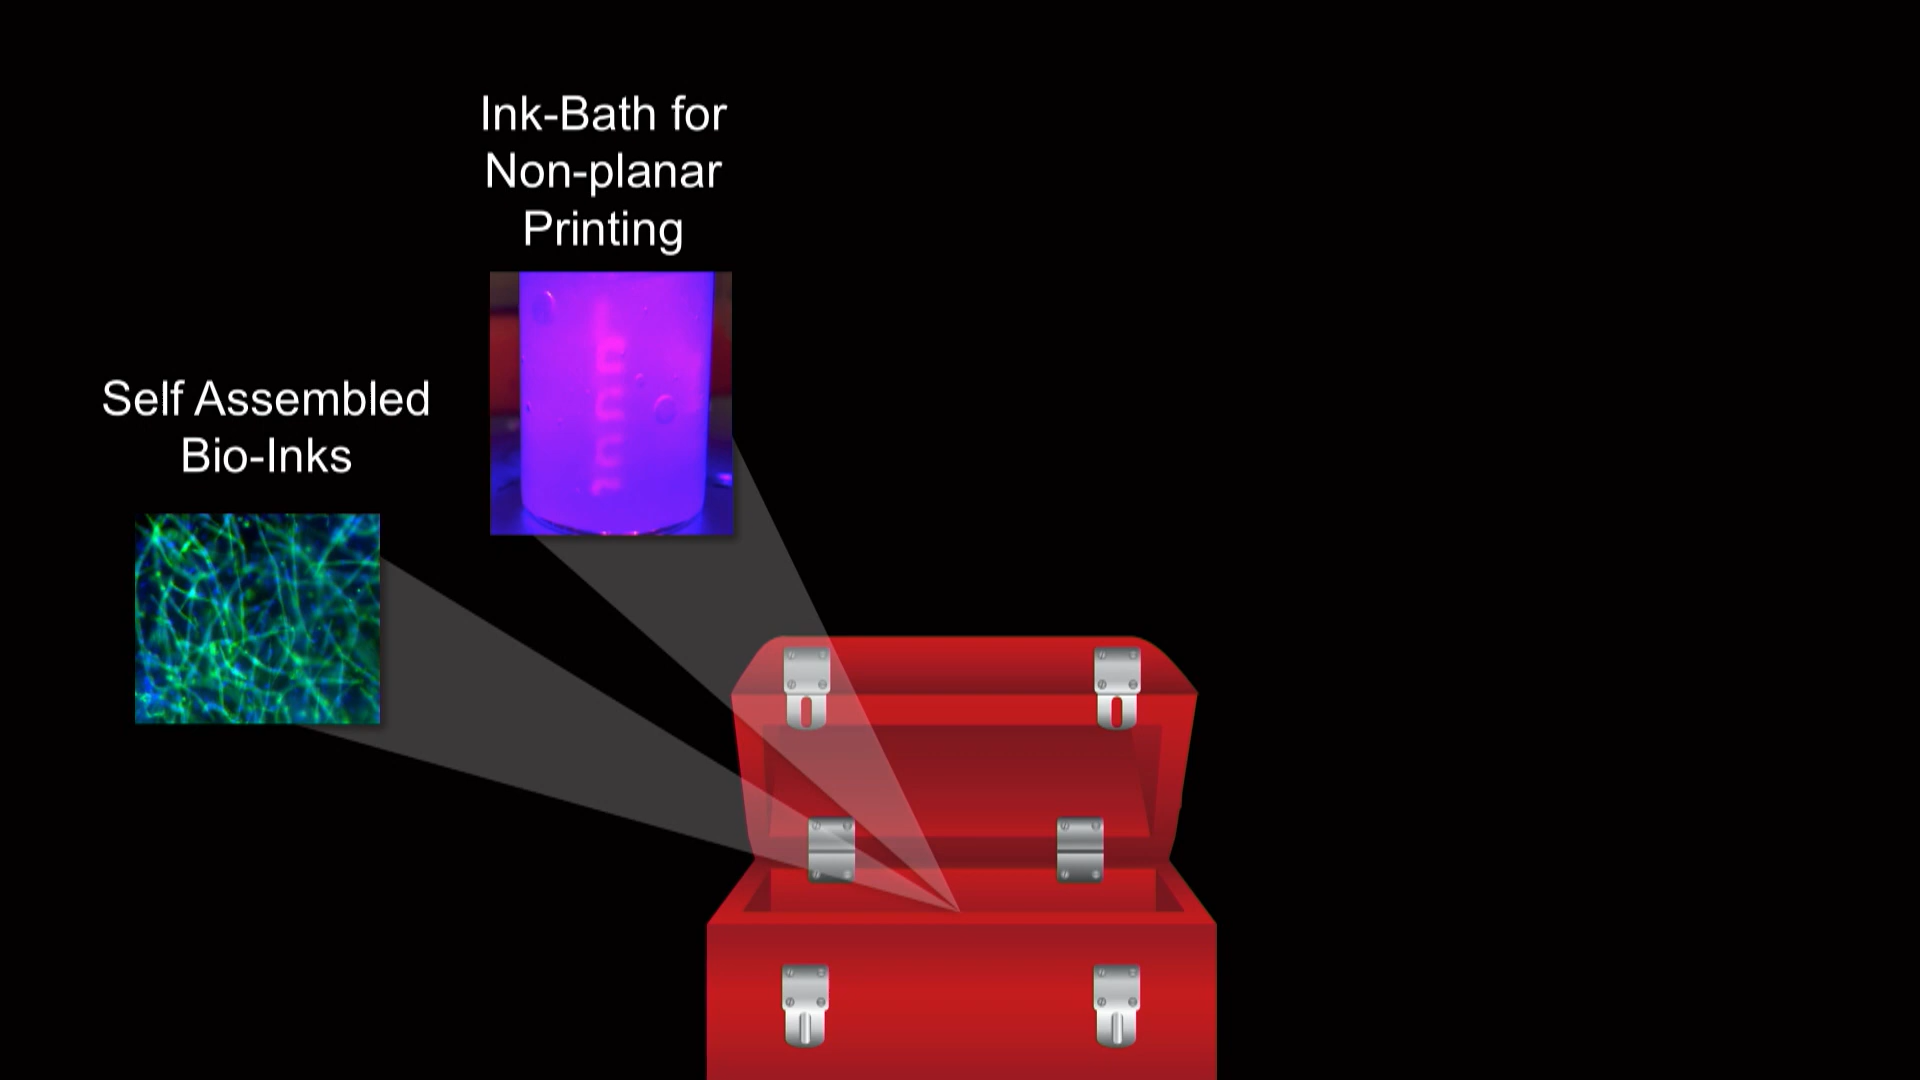 Ink-Bath for
Non-planar
Printing
Self Assembled
Bio-Inks